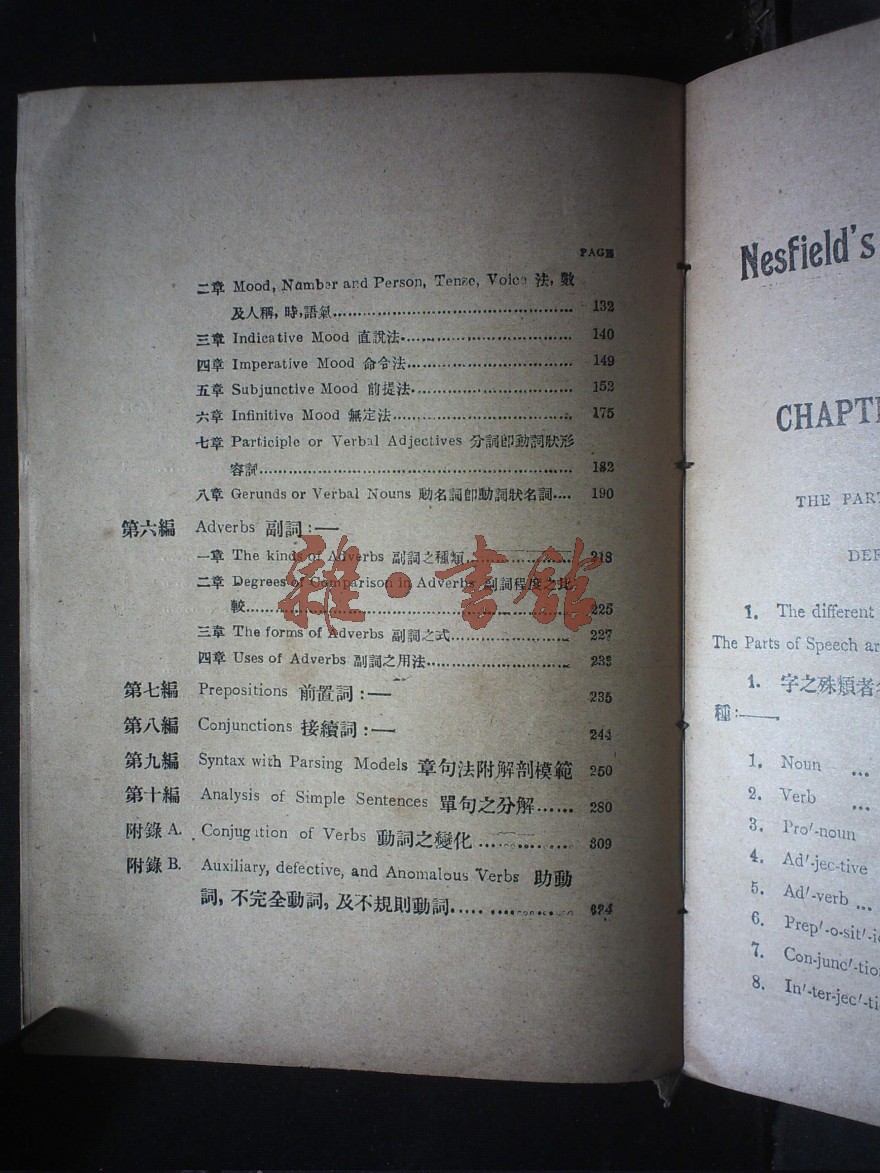 PAGE
二章 Mood, Number and Person, Tense, Voice 法,數
及人稱,時,語氣 132
三章 Indicative Mood 直說法 140
四章 Imperative Mood 命令法 149
五章 Subjunctive Mood 前提法 152
六章 Infinitive Mood 無定法 175
七章 Participle or Verbal Adjectives 分詞卽動詞狀形
容詞 182
八章 Gerunds or Verbal Nouns 動名詞卽動詞狀名詞 190
第六編 Adverbs 副詞:—
一章 The kinds of Adverbs 副詞之種類 218
二章 Degrees of Comparison in Adverbs 副詞程度之比
較 225
三章 The forms of Adverbs 副詞之式 227
四章 Uses of Adverbs 副詞之用法 233
第七編 Prepositions 前置詞:— 235
第八編 Conjunctions 接續詞:— 244
第九編 Syntax with Parsing Models 章句法附解剖模範 250
第十編 Analysis of Simple Sentences 單句之分解 280
附錄 A. Conjugation of Verbs 動詞之變化 309
附錄 B. Auxiliary, defective, and Anomalous Verbs 助動
詞,不完全動詞,及不規則動詞
雜·書館
Nesfield's
CHAPTE
THE PAR
DEF
1. The different
The Parts of Speech ar
1. 字之殊類者
種:—
1. Noun ...
2. Verb ...
3. Pro'-noun
4. Ad'-jec-tive
5. Ad'-verb ...
6. Prep'-o-sit'-i
7. Con-junc'-tio
8. In'-ter-jec'-ti